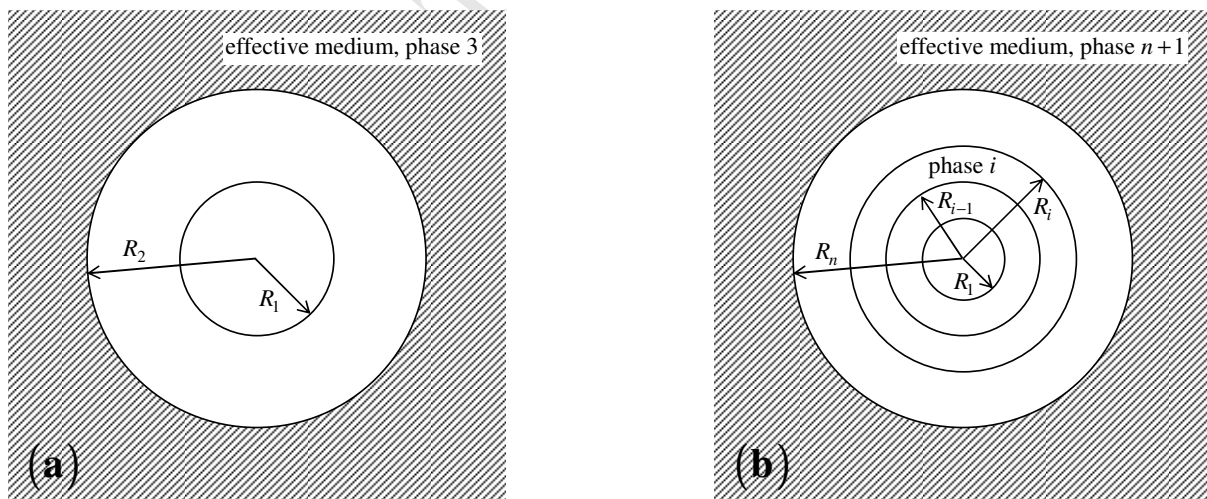 effective medium, phase 3
R₂
R₁
(a)
effective medium, phase n+1
phase i
Rᵢ₋₁
Rᵢ
Rₙ
R₁
(b)